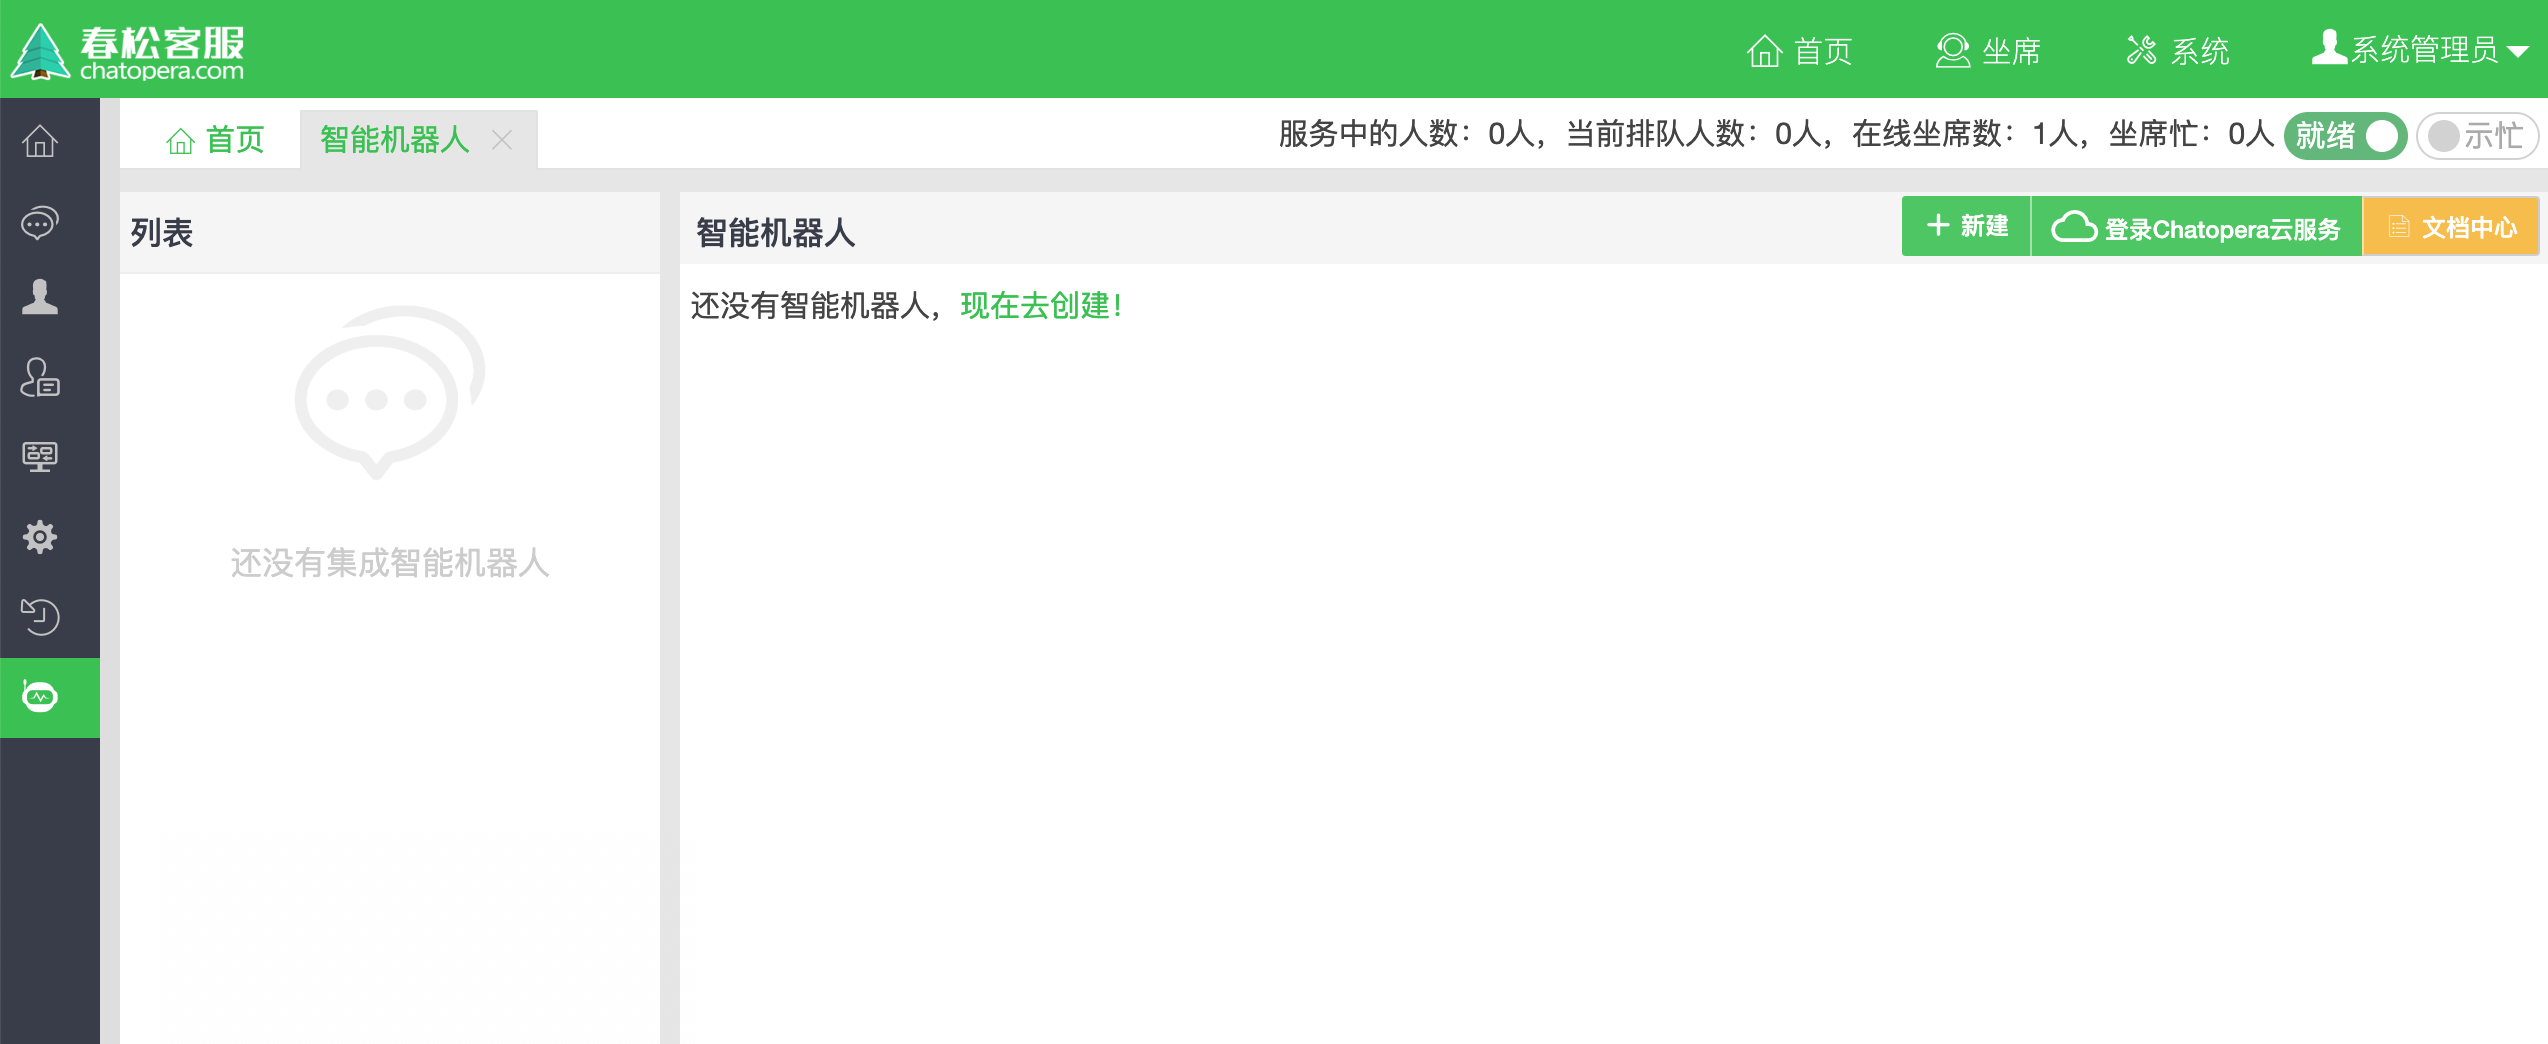 春松客服
chatopera.com
首页
坐席
系统
系统管理员
首页
智能机器人
服务中的人数：0人，当前排队人数：0人，在线坐席数：1人，坐席忙：0人
就绪
示忙
列表
智能机器人
新建
登录Chatopera云服务
文档中心
还没有智能机器人，现在去创建！
还没有集成智能机器人